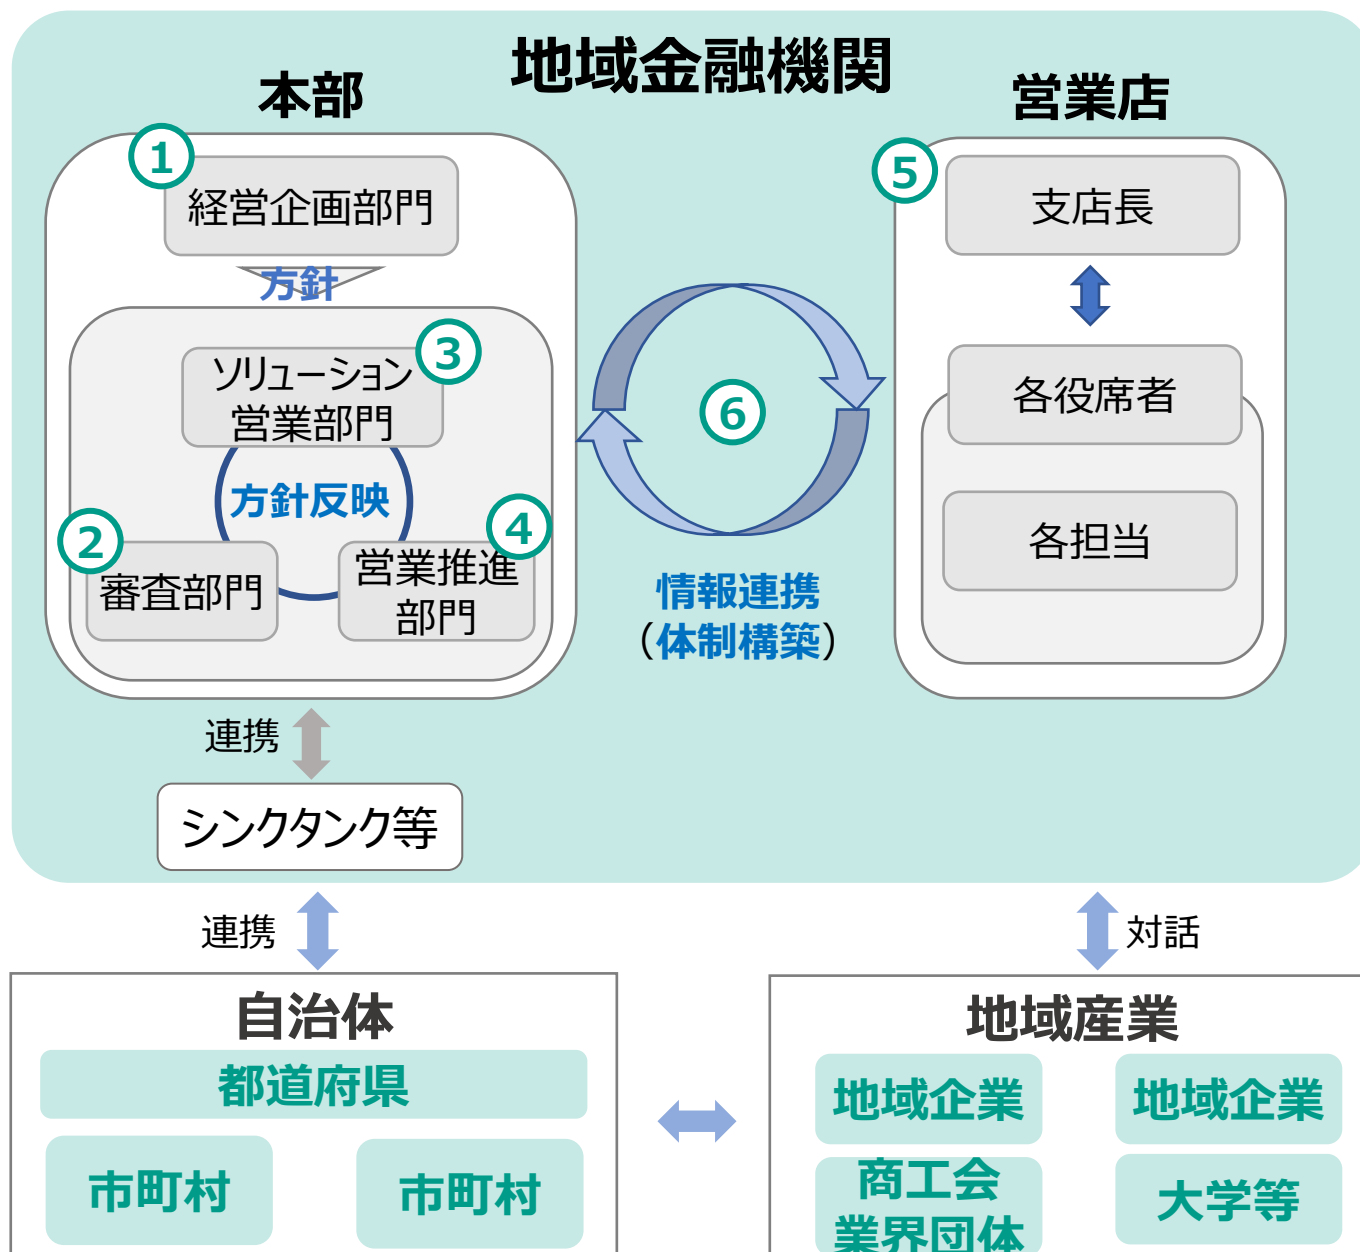 地域金融機関
本部
営業店
①
経営企画部門
方針
③
ソリューション
営業部門
方針反映
②
審査部門
④
営業推進
部門
⑥
情報連携
（体制構築）
⑤
支店長
各役席者
各担当
連携
シンクタンク等
連携
対話
自治体
都道府県
市町村
市町村
地域産業
地域企業
地域企業
商工会
業界団体
大学等